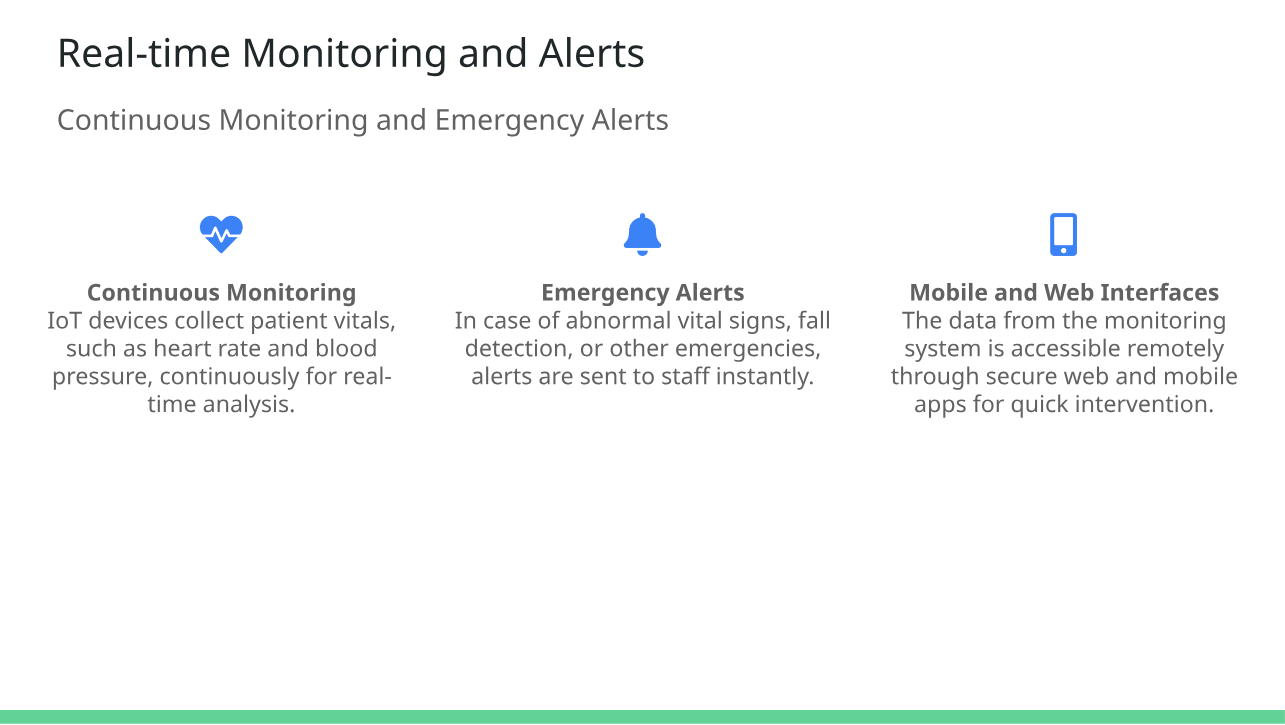 Real-time Monitoring and Alerts
Continuous Monitoring and Emergency Alerts
Continuous Monitoring
IoT devices collect patient vitals,
such as heart rate and blood
pressure, continuously for real-
time analysis.
Emergency Alerts
In case of abnormal vital signs, fall
detection, or other emergencies,
alerts are sent to staff instantly.
Mobile and Web Interfaces
The data from the monitoring
system is accessible remotely
through secure web and mobile
apps for quick intervention.